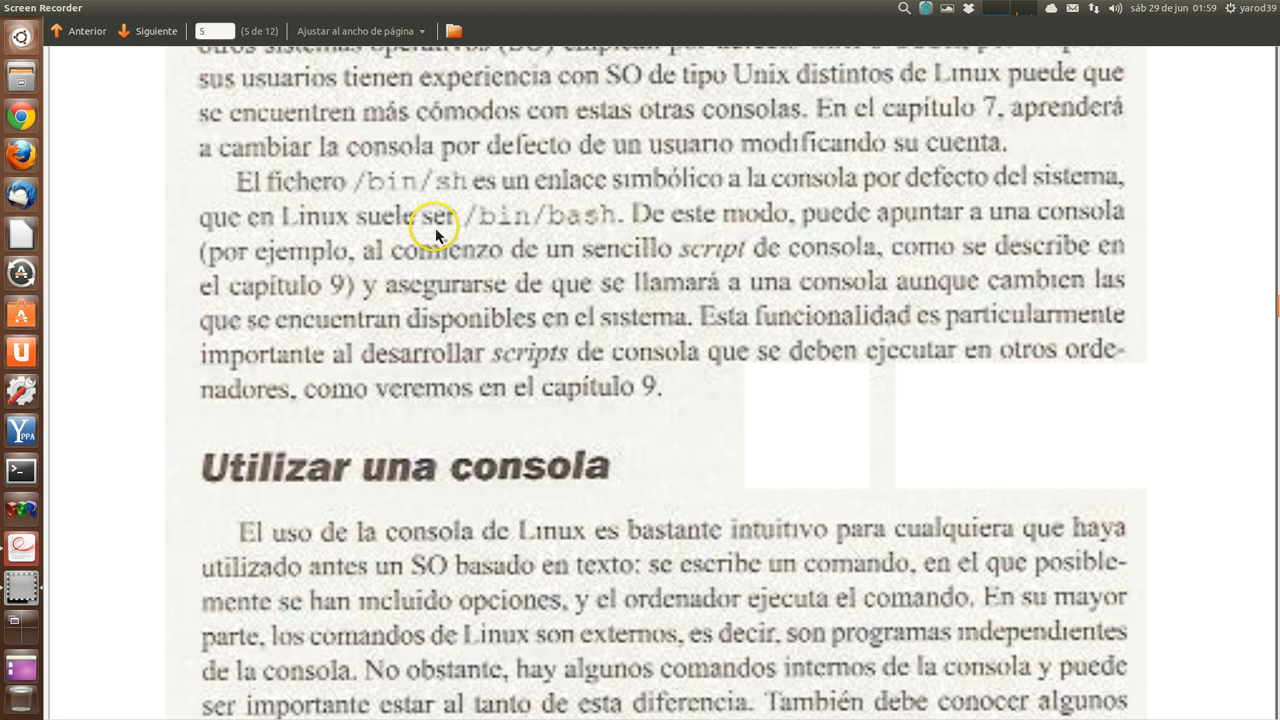 Screen Recorder
sáb 29 de jun 01:59 yarod39
Anterior Siguiente 5 (5 de 12) Ajustar al ancho de página
otros sistemas operativos (SO) emplean por defecto
sus usuarios tienen experiencia con SO de tipo Unix distintos de Linux puede que
se encuentren más cómodos con estas otras consolas. En el capítulo 7, aprenderá
a cambiar la consola por defecto de un usuario modificando su cuenta.
El fichero /bin/sh es un enlace simbólico a la consola por defecto del sistema,
que en Linux suele ser /bin/bash. De este modo, puede apuntar a una consola
(por ejemplo, al comienzo de un sencillo script de consola, como se describe en
el capítulo 9) y asegurarse de que se llamará a una consola aunque cambien las
que se encuentran disponibles en el sistema. Esta funcionalidad es particularmente
importante al desarrollar scripts de consola que se deben ejecutar en otros orde-
nadores, como veremos en el capítulo 9.
Utilizar una consola
El uso de la consola de Linux es bastante intuitivo para cualquiera que haya
utilizado antes un SO basado en texto: se escribe un comando, en el que posible-
mente se han incluido opciones, y el ordenador ejecuta el comando. En su mayor
parte, los comandos de Linux son externos, es decir, son programas independientes
de la consola. No obstante, hay algunos comandos internos de la consola y puede
ser importante estar al tanto de esta diferencia. También debe conocer algunos